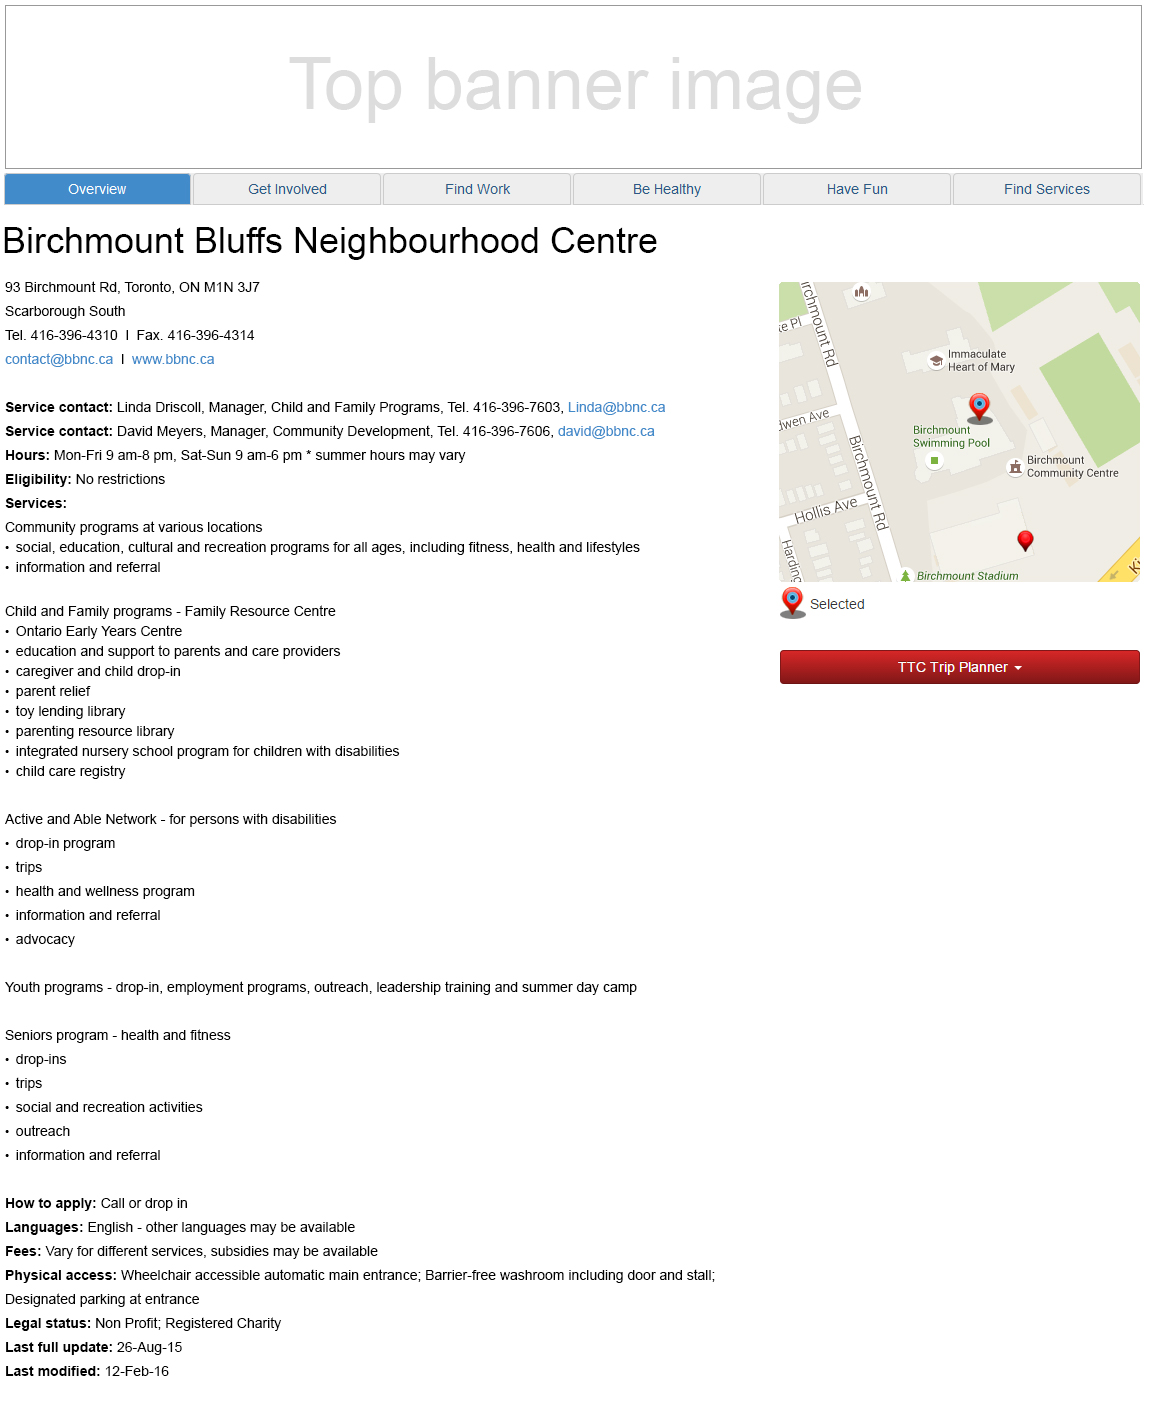 Top banner image
Overview
Get Involved
Find Work
Be Healthy
Have Fun
Find Services
Birchmount Bluffs Neighbourhood Centre
93 Birchmount Rd, Toronto, ON M1N 3J7
Scarborough South
Tel. 416-396-4310 | Fax. 416-396-4314
contact@bbnc.ca | www.bbnc.ca
Service contact: Linda Driscoll, Manager, Child and Family Programs, Tel. 416-396-7603, Linda@bbnc.ca
Service contact: David Meyers, Manager, Community Development, Tel. 416-396-7606, david@bbnc.ca
Hours: Mon-Fri 9 am-8 pm, Sat-Sun 9 am-6 pm * summer hours may vary
Eligibility: No restrictions
Services:
Community programs at various locations
• social, education, cultural and recreation programs for all ages, including fitness, health and lifestyles
• information and referral
Child and Family programs - Family Resource Centre
• Ontario Early Years Centre
• education and support to parents and care providers
• caregiver and child drop-in
• parent relief
• toy lending library
• parenting resource library
• integrated nursery school program for children with disabilities
• child care registry
Active and Able Network - for persons with disabilities
• drop-in program
• trips
• health and wellness program
• information and referral
• advocacy
Youth programs - drop-in, employment programs, outreach, leadership training and summer day camp
Seniors program - health and fitness
• drop-ins
• trips
• social and recreation activities
• outreach
• information and referral
How to apply: Call or drop in
Languages: English - other languages may be available
Fees: Vary for different services, subsidies may be available
Physical access: Wheelchair accessible automatic main entrance; Barrier-free washroom including door and stall;
Designated parking at entrance
Legal status: Non Profit; Registered Charity
Last full update: 26-Aug-15
Last modified: 12-Feb-16
irchmount Rd
te Pl
Immaculate
Heart of Mary
dwen Ave
Birchmount
Swimming Pool
Birchmount Rd
Birchmount
Community Centre
Hollis Ave
Harding
Birchmount Stadium
Ki
Selected
TTC Trip Planner